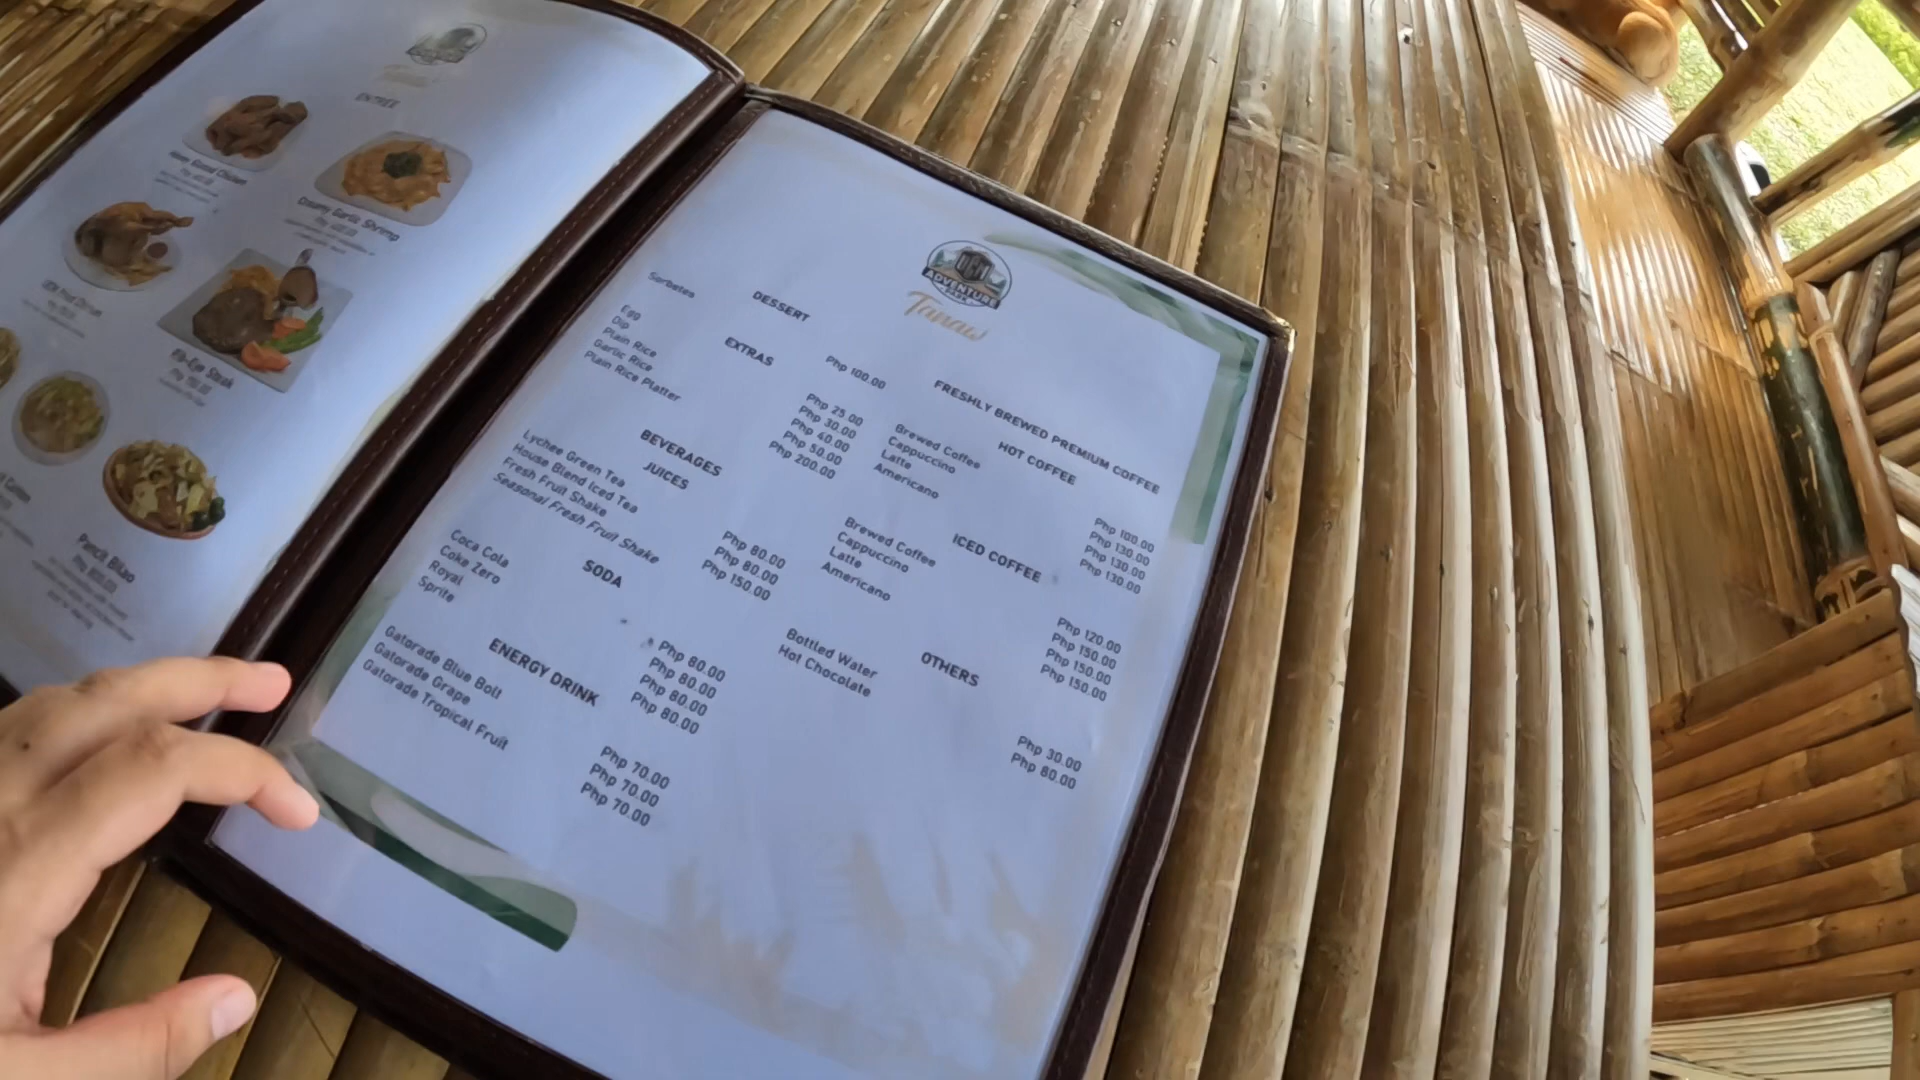 ENTREE
Creamy Garlic Shrimp
Rib-Eye Steak
Pancit Bilao
ADVENTURE
PARK
Tanaw
DESSERT
Sorbetes
Php 100.00
EXTRAS
Egg
Dip
Plain Rice
Garlic Rice
Plain Rice Platter
Php 25.00
Php 30.00
Php 40.00
Php 50.00
Php 200.00
BEVERAGES
JUICES
Lychee Green Tea
House Blend Iced Tea
Fresh Fruit Shake
Seasonal Fresh Fruit Shake
Php 80.00
Php 80.00
Php 150.00
SODA
Coca Cola
Coke Zero
Royal
Sprite
Php 80.00
Php 80.00
Php 80.00
Php 80.00
ENERGY DRINK
Gatorade Blue Bolt
Gatorade Grape
Gatorade Tropical Fruit
Php 70.00
Php 70.00
Php 70.00
FRESHLY BREWED PREMIUM COFFEE
HOT COFFEE
Brewed Coffee
Cappuccino
Latte
Americano
Php 100.00
Php 130.00
Php 130.00
Php 130.00
ICED COFFEE
Brewed Coffee
Cappuccino
Latte
Americano
Php 120.00
Php 150.00
Php 150.00
Php 150.00
OTHERS
Bottled Water
Hot Chocolate
Php 30.00
Php 80.00